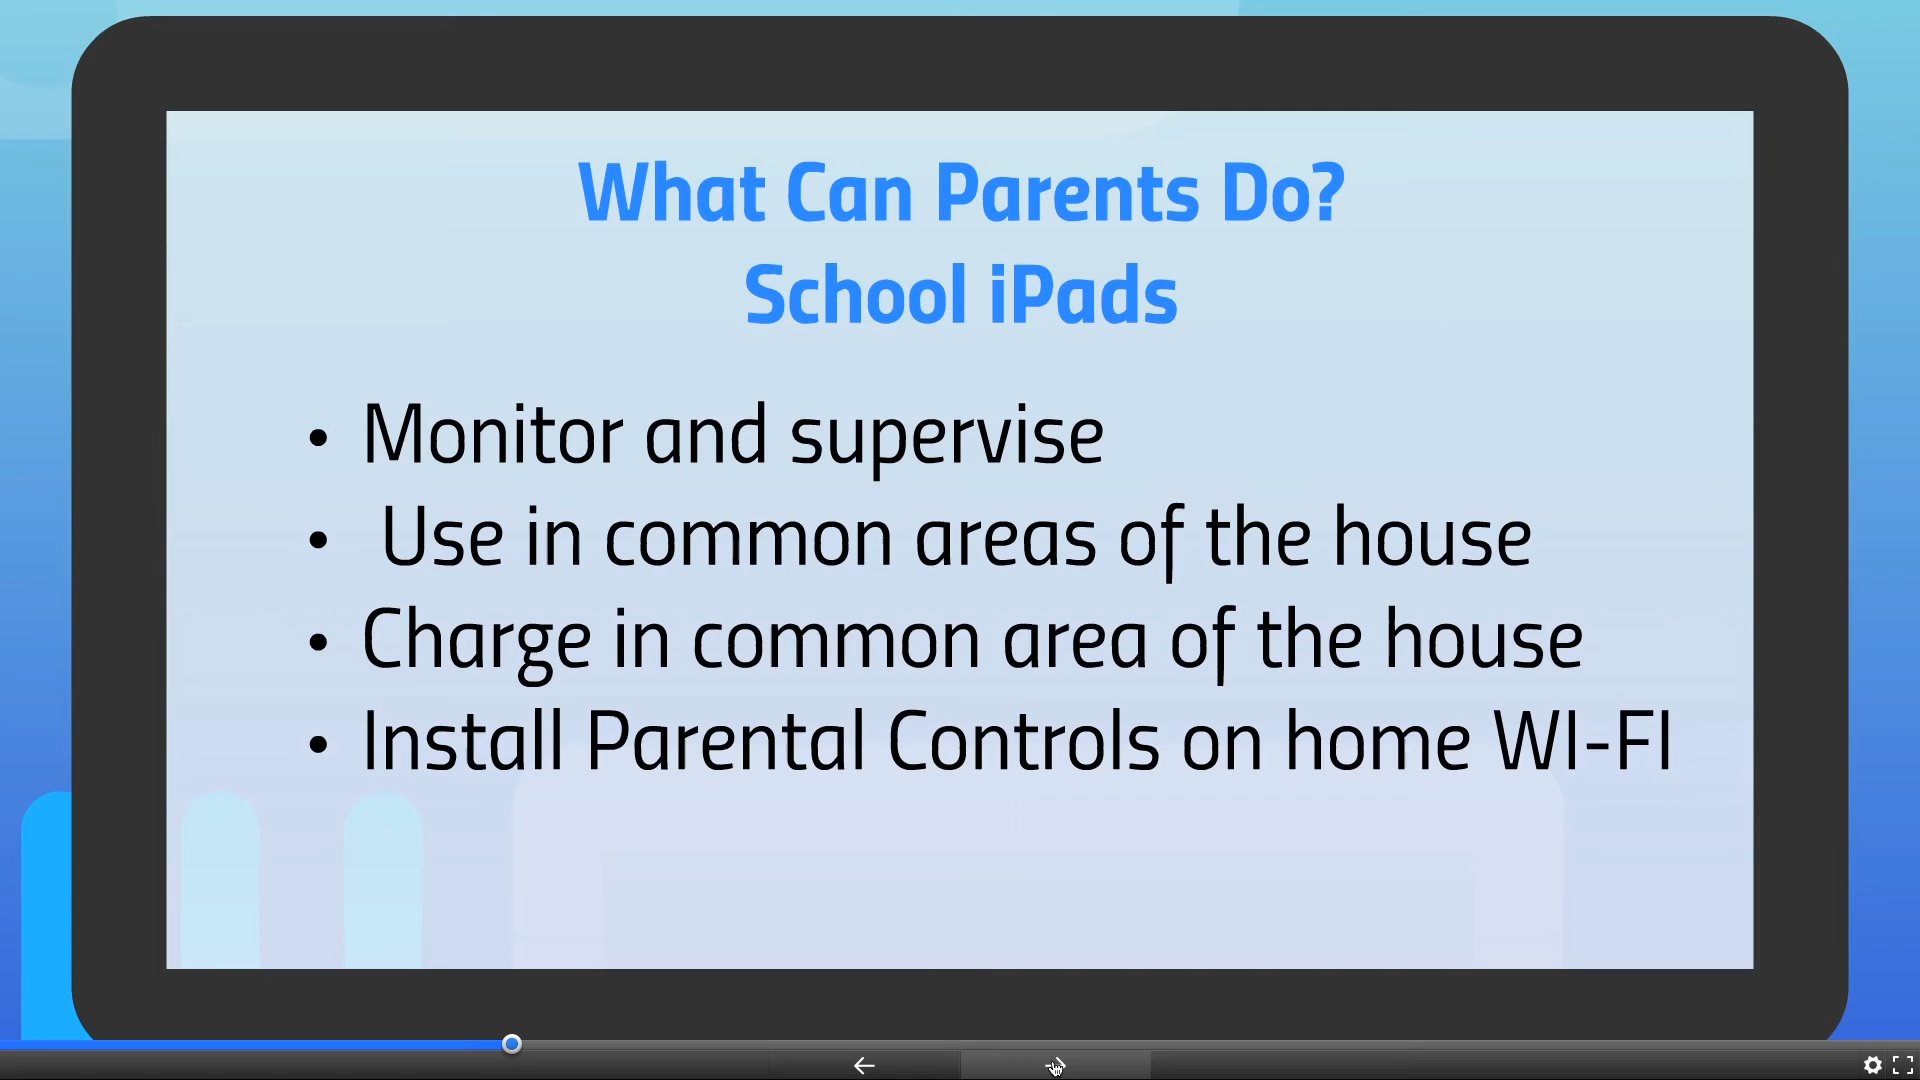 What Can Parents Do?
School iPads
• Monitor and supervise
• Use in common areas of the house
• Charge in common area of the house
• Install Parental Controls on home WI-FI